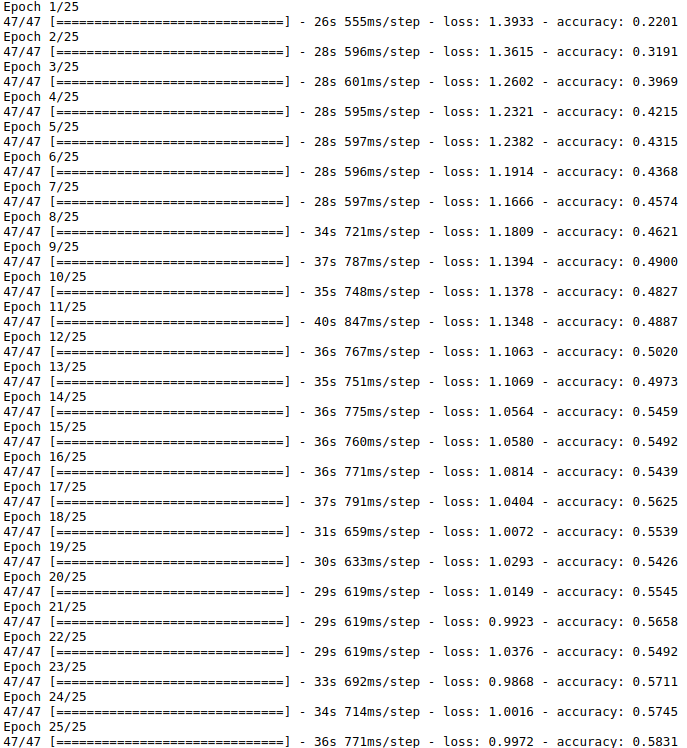 Epoch 1/25
47/47 [==============================] - 26s 555ms/step - loss: 1.3933 - accuracy: 0.2201
Epoch 2/25
47/47 [==============================] - 28s 596ms/step - loss: 1.3615 - accuracy: 0.3191
Epoch 3/25
47/47 [==============================] - 28s 601ms/step - loss: 1.2602 - accuracy: 0.3969
Epoch 4/25
47/47 [==============================] - 28s 595ms/step - loss: 1.2321 - accuracy: 0.4215
Epoch 5/25
47/47 [==============================] - 28s 597ms/step - loss: 1.2382 - accuracy: 0.4315
Epoch 6/25
47/47 [==============================] - 28s 596ms/step - loss: 1.1914 - accuracy: 0.4368
Epoch 7/25
47/47 [==============================] - 28s 597ms/step - loss: 1.1666 - accuracy: 0.4574
Epoch 8/25
47/47 [==============================] - 34s 721ms/step - loss: 1.1809 - accuracy: 0.4621
Epoch 9/25
47/47 [==============================] - 37s 787ms/step - loss: 1.1394 - accuracy: 0.4900
Epoch 10/25
47/47 [==============================] - 35s 748ms/step - loss: 1.1378 - accuracy: 0.4827
Epoch 11/25
47/47 [==============================] - 40s 847ms/step - loss: 1.1348 - accuracy: 0.4887
Epoch 12/25
47/47 [==============================] - 36s 767ms/step - loss: 1.1063 - accuracy: 0.5020
Epoch 13/25
47/47 [==============================] - 35s 751ms/step - loss: 1.1069 - accuracy: 0.4973
Epoch 14/25
47/47 [==============================] - 36s 775ms/step - loss: 1.0564 - accuracy: 0.5459
Epoch 15/25
47/47 [==============================] - 36s 760ms/step - loss: 1.0580 - accuracy: 0.5492
Epoch 16/25
47/47 [==============================] - 36s 771ms/step - loss: 1.0814 - accuracy: 0.5439
Epoch 17/25
47/47 [==============================] - 37s 791ms/step - loss: 1.0404 - accuracy: 0.5625
Epoch 18/25
47/47 [==============================] - 31s 659ms/step - loss: 1.0072 - accuracy: 0.5539
Epoch 19/25
47/47 [==============================] - 30s 633ms/step - loss: 1.0293 - accuracy: 0.5426
Epoch 20/25
47/47 [==============================] - 29s 619ms/step - loss: 1.0149 - accuracy: 0.5545
Epoch 21/25
47/47 [==============================] - 29s 619ms/step - loss: 0.9923 - accuracy: 0.5658
Epoch 22/25
47/47 [==============================] - 29s 619ms/step - loss: 1.0376 - accuracy: 0.5492
Epoch 23/25
47/47 [==============================] - 33s 692ms/step - loss: 0.9868 - accuracy: 0.5711
Epoch 24/25
47/47 [==============================] - 34s 714ms/step - loss: 1.0016 - accuracy: 0.5745
Epoch 25/25
47/47 [==============================] - 36s 771ms/step - loss: 0.9972 - accuracy: 0.5831